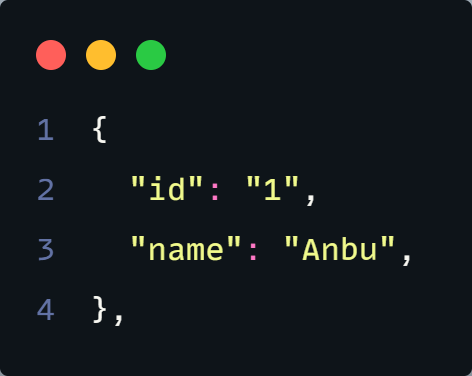 1 {
2   "id": "1",
3   "name": "Anbu",
4 },